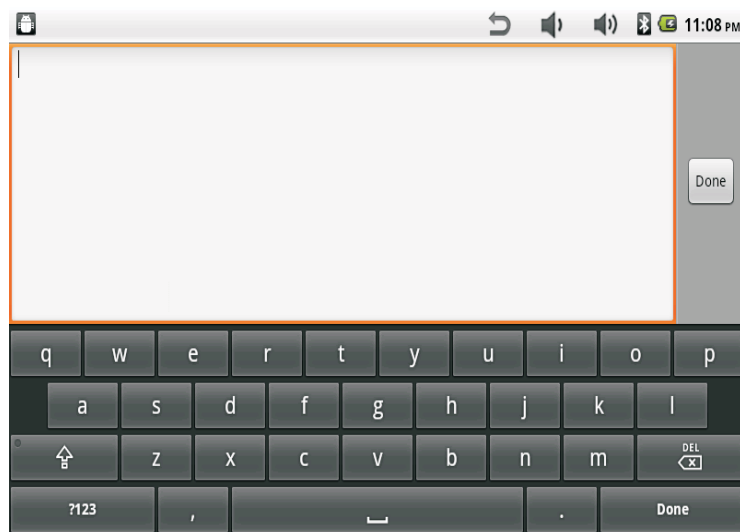 11:08 PM
Done
q w e r t y u i o p
a s d f g h j k l
z x c v b n m DEL
?123 , . Done